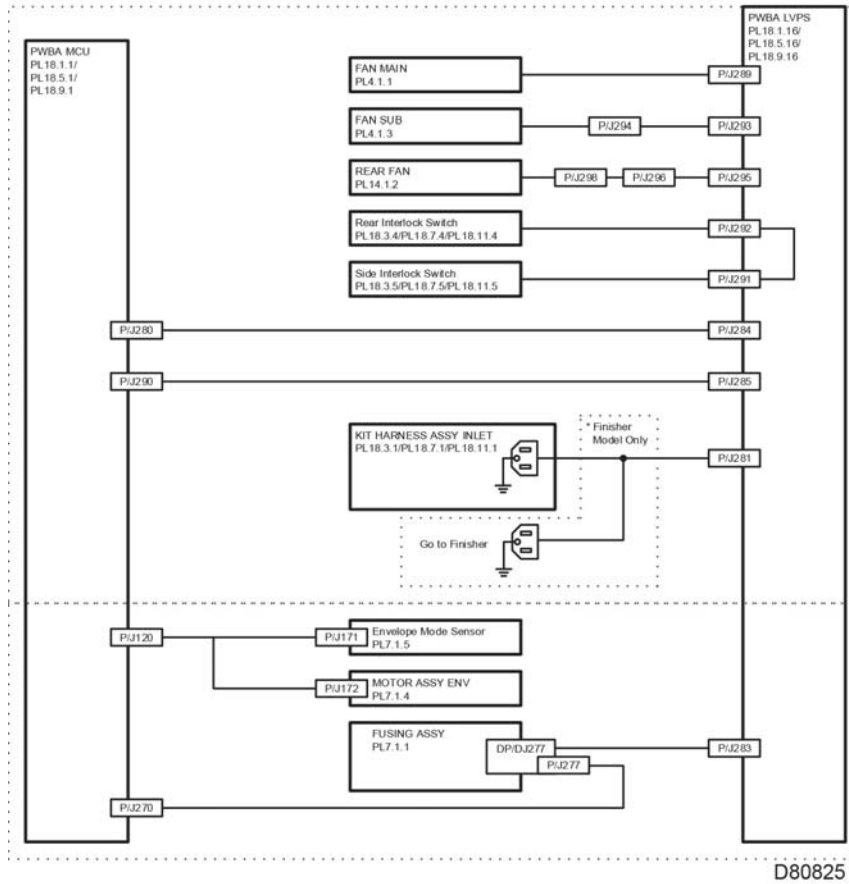 PWBA LVPS
PL18.1.16/
PL18.5.16/
PL18.9.16
PWBA MCU
PL18.1.1/
PL18.5.1/
PL18.9.1
FAN MAIN
PL4.1.1
P/J289
FAN SUB
PL4.1.3
P/J294
P/J293
REAR FAN
PL14.1.2
P/J298
P/J296
P/J295
Rear Interlock Switch
PL18.3.4/PL18.7.4/PL18.11.4
P/J292
Side Interlock Switch
PL18.3.5/PL18.7.5/PL18.11.5
P/J291
P/J280
P/J284
P/J290
P/J285
KIT HARNESS ASSY INLET
PL18.3.1/PL18.7.1/PL18.11.1
* Finisher
Model Only
P/J281
Go to Finisher
P/J120
P/J171
Envelope Mode Sensor
PL7.1.5
P/J172
MOTOR ASSY ENV
PL7.1.4
FUSING ASSY
PL7.1.1
DP/DJ277
P/J283
P/J277
P/J270
D80825